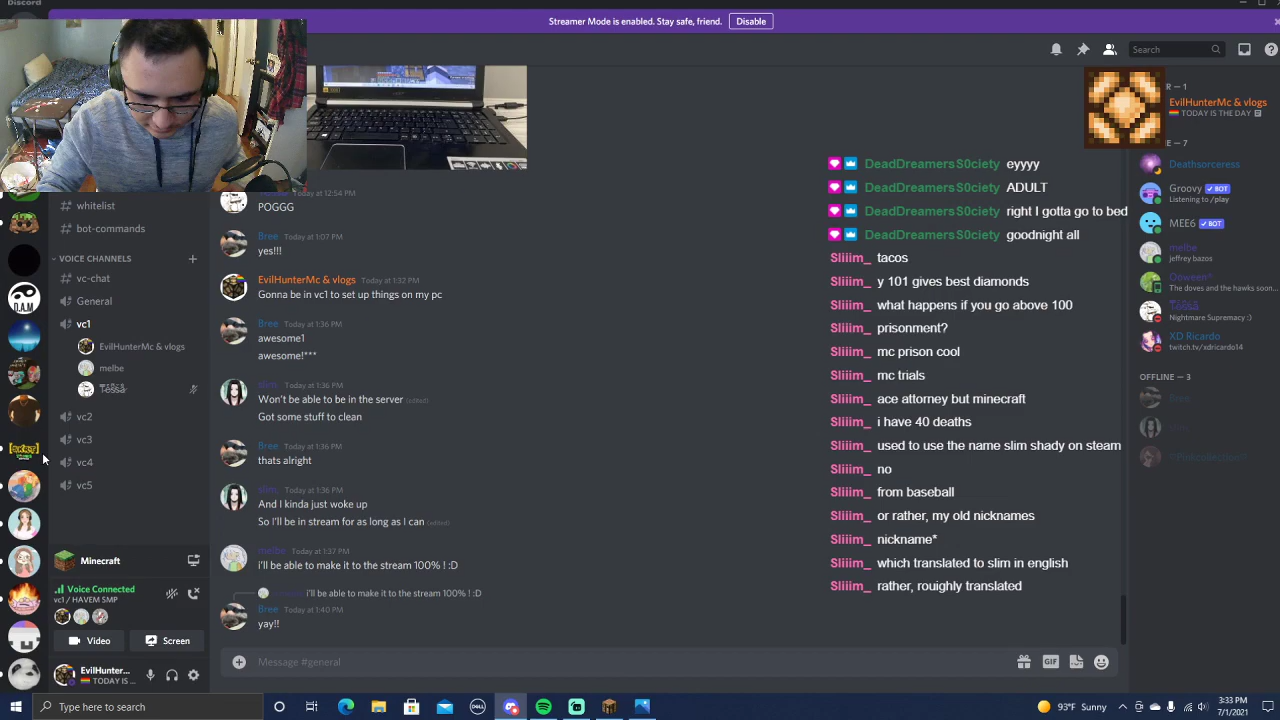 Discord
Streamer Mode is enabled. Stay safe, friend. Disable
Search
R — 1
EvilHunterMc & vlogs
TODAY IS THE DAY
E — 7
Deathsorceress
Groovy BOT
Listening to /play
MEE6 BOT
melbe
jeffrey bazos
Doween*
The doves and the hawks soon...
Tessa
Nightmare Supremacy :)
XD Ricardo
twitch.tv/xdricardo14
OFFLINE — 3
Bree
slim
whitelist
bot-commands
VOICE CHANNELS
vc-chat
General
vc1
EvilHunterMc & vlogs
melbe
Tessa
vc2
vc3
vc4
vc5
Minecraft
Voice Connected
vc1 / HAVEM SMP
Video
Screen
EvilHunter...
TODAY IS ...
D.A.M
Today at 12:54 PM
POGGG
Bree Today at 1:07 PM
yes!!!
EvilHunterMc & vlogs Today at 1:32 PM
Gonna be in vc1 to set up things on my pc
Bree Today at 1:36 PM
awesome1
awesome!***
slim Today at 1:36 PM
Won't be able to be in the server (edited)
Got some stuff to clean
Bree Today at 1:36 PM
thats alright
slim Today at 1:36 PM
And I kinda just woke up
So I'll be in stream for as long as I can (edited)
melbe Today at 1:37 PM
i'll be able to make it to the stream 100% ! :D
i'll be able to make it to the stream 100% ! :D
Bree Today at 1:40 PM
yay!!
Message #general
GIF
DeadDreamersS0ciety eyyyy
DeadDreamersS0ciety ADULT
DeadDreamersS0ciety right I gotta go to bed
DeadDreamersS0ciety goodnight all
Sliiim_ tacos
Sliiim_ y 101 gives best diamonds
Sliiim_ what happens if you go above 100
Sliiim_ prisonment?
Sliiim_ mc prison cool
Sliiim_ mc trials
Sliiim_ ace attorney but minecraft
Sliiim_ i have 40 deaths
Sliiim_ used to use the name slim shady on steam
Sliiim_ no
Sliiim_ from baseball
Sliiim_ or rather, my old nicknames
Sliiim_ nickname*
Sliiim_ which translated to slim in english
Sliiim_ rather, rouighly translated
Type here to search
DELL
93°F Sunny
3:33 PM
7/1/2021